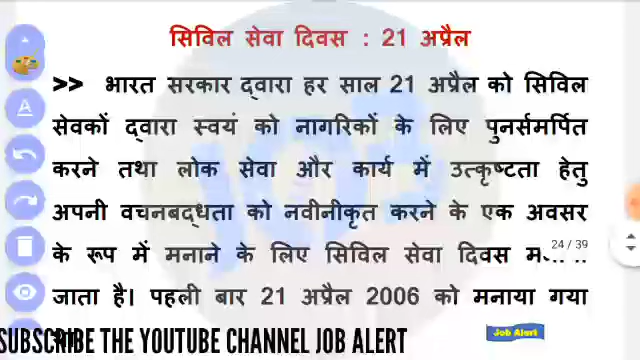 सिविल सेवा दिवस : 21 अप्रैल
>> भारत सरकार द्वारा हर साल 21 अप्रैल को सिविल
सेवकों द्वारा स्वयं को नागरिकों के लिए पुनर्समर्पित
करने तथा लोक सेवा और कार्य में उत्कृष्टता हेतु
अपनी वचनबद्धता को नवीनीकृत करने के एक अवसर
के रूप में मनाने के लिए सिविल सेवा दिवस
24 / 39
जाता है। पहली बार 21 अप्रैल 2006 को मनाया गया
SUBSCRIBE THE YOUTUBE CHANNEL JOB ALERT
Job Alert